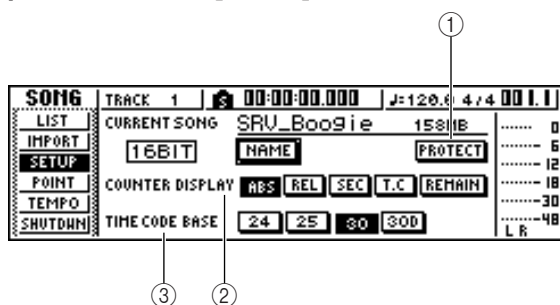 ①
SONG TRACK 1 S 00:00:00.000 ♩=120.0 4/4 001.1
LIST CURRENT SONG SRV_Boogie 158MB 0
IMPORT 16BIT NAME PROTECT 6
SETUP 12
POINT COUNTER DISPLAY ABS REL SEC T.C REMAIN 18
TEMPO 30
SHUTDWN TIME CODE BASE 24 25 30 30D 48
L R
③ ②